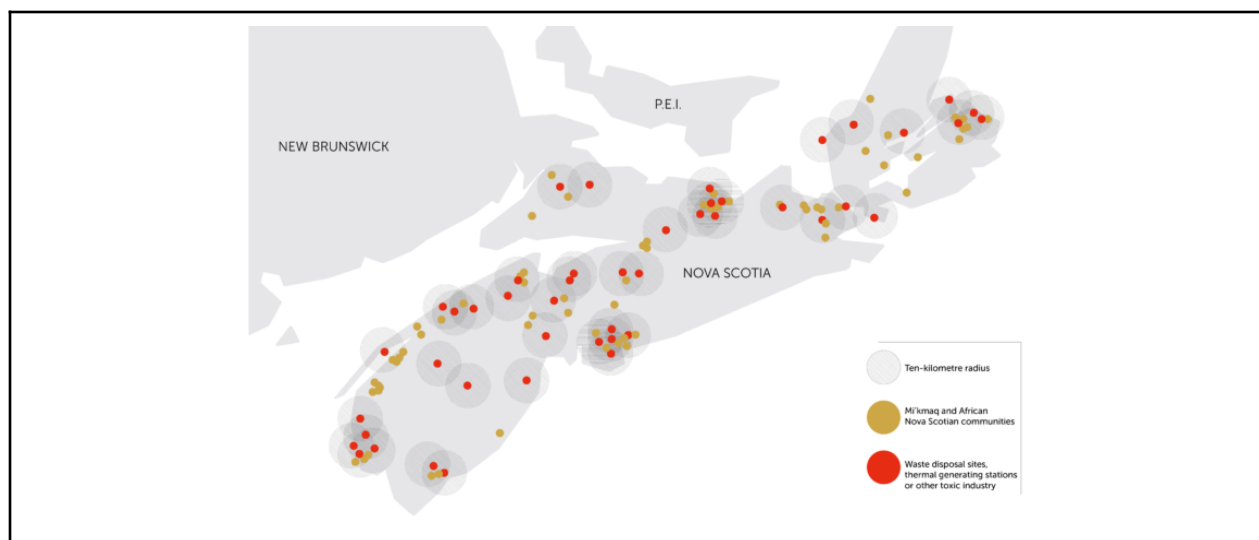 P.E.I.
NEW BRUNSWICK
NOVA SCOTIA
Ten-kilometre radius
Mi'kmaq and African
Nova Scotian communities
Waste disposal sites,
thermal generating stations
or other toxic industry